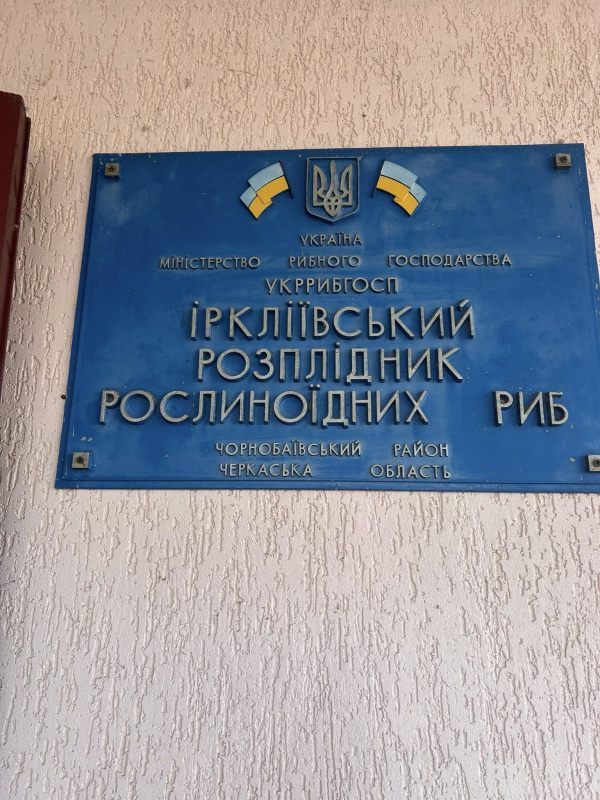 УКРАЇНА
МІНІСТЕРСТВО РИБНОГО ГОСПОДАРСТВА
УКРРИБГОСП
ІРКЛІЇВСЬКИЙ
РОЗПЛІДНИК
РОСЛИНОЇДНИХ РИБ
ЧОРНОБАЇВСЬКИЙ РАЙОН
ЧЕРКАСЬКА ОБЛАСТЬ